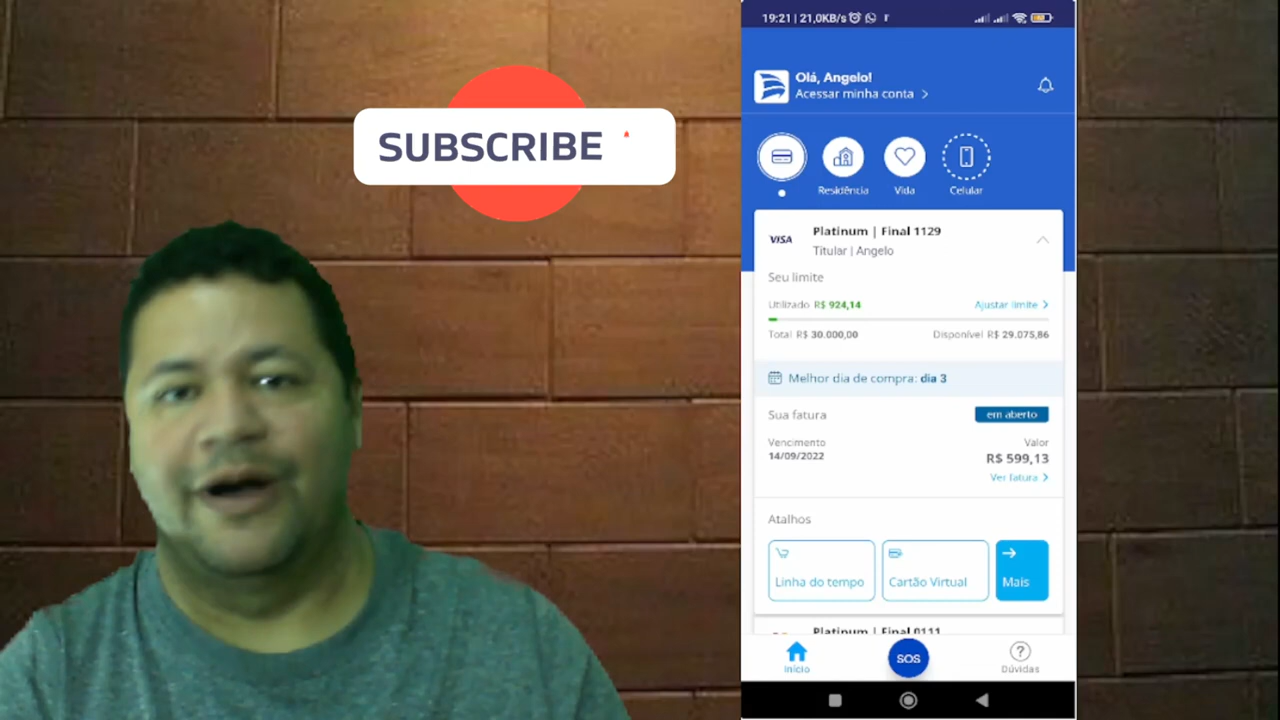 SUBSCRIBE
19:21 | 21,0KB/s
Olá, Angelo!
Acessar minha conta
Residência
Vida
Celular
VISA
Platinum | Final 1129
Titular | Angelo
Seu limite
Utilizado R$ 924,14
Ajustar limite
Total R$ 30.000,00
Disponível R$ 29.075,86
Melhor dia de compra: dia 3
Sua fatura
em aberto
Vencimento
Valor
14/09/2022
R$ 599,13
Ver fatura
Atalhos
Linha do tempo
Cartão Virtual
Mais
Platinum | Final 0111
Início
SOS
Dúvidas